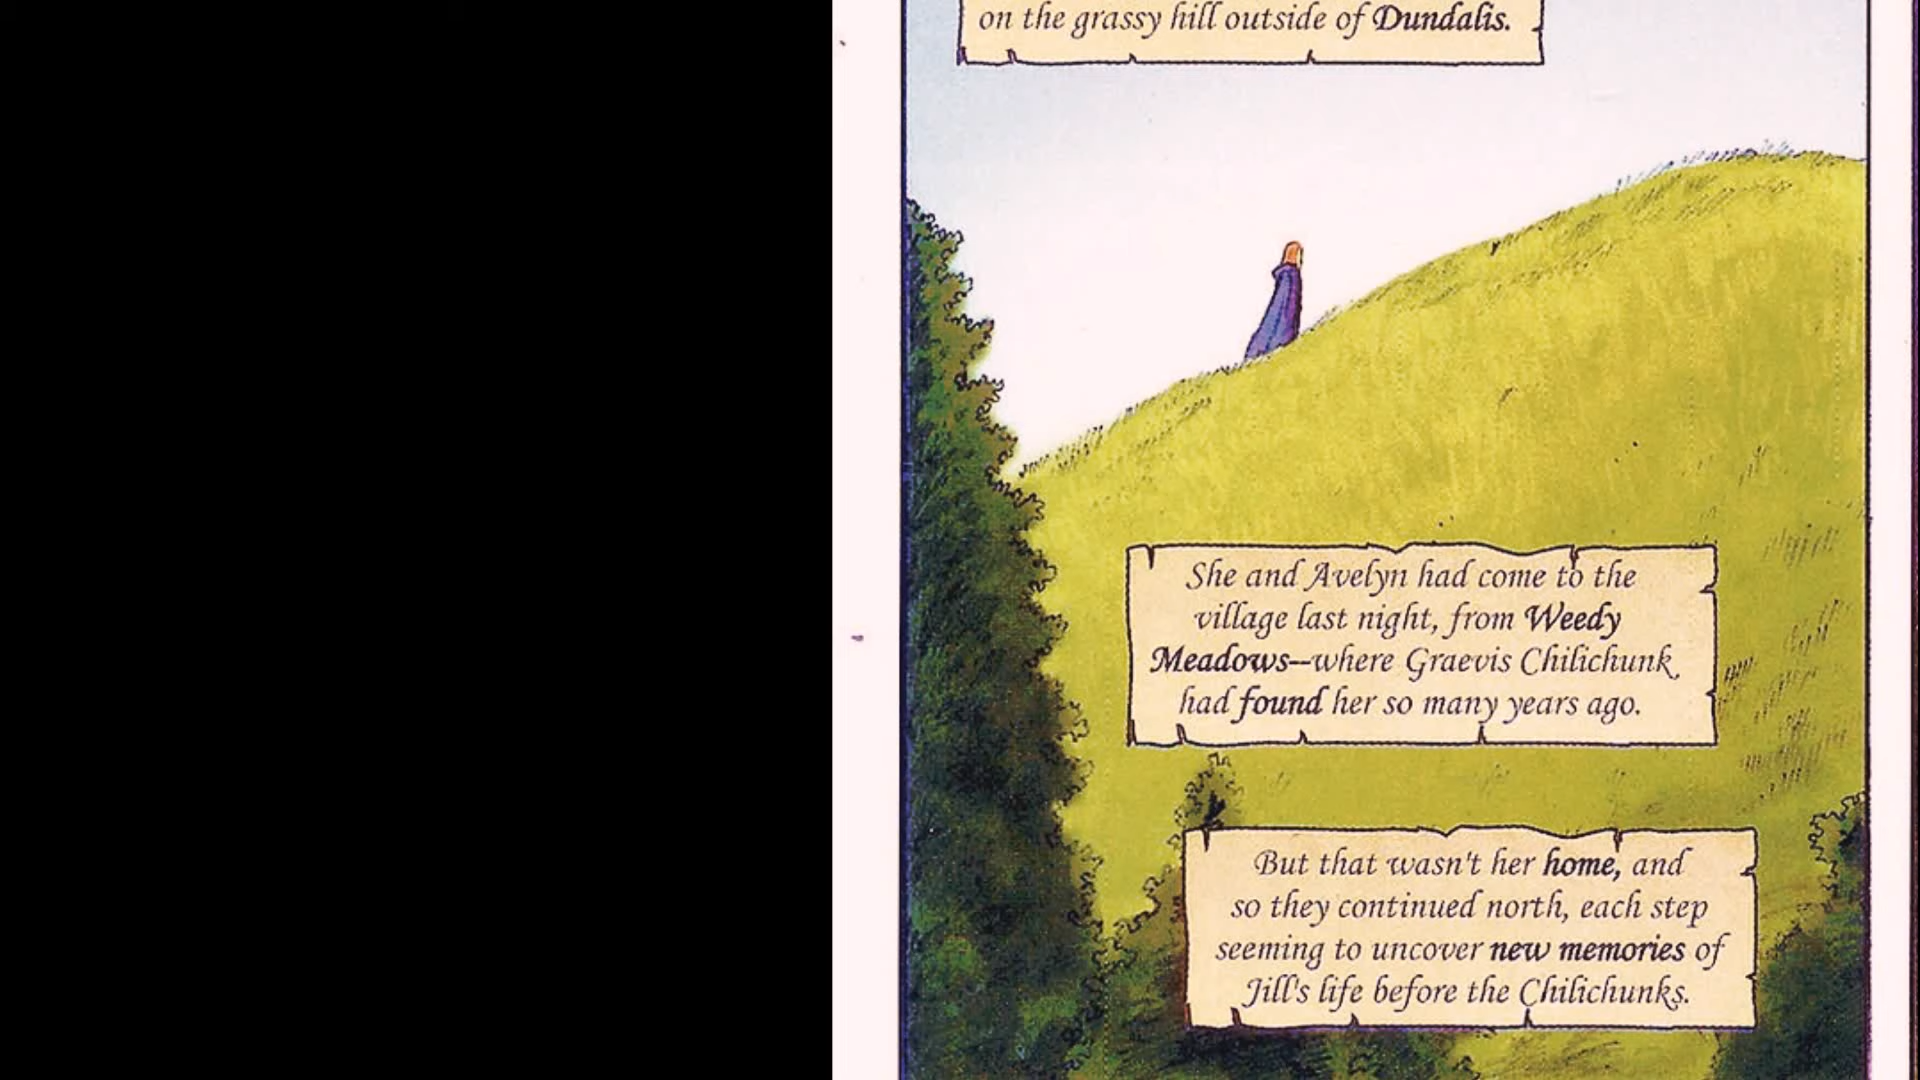 on the grassy hill outside of Dundalis.
She and Avelyn had come to the
village last night, from Weedy
Meadows--where Graevis Chilichunk
had found her so many years ago.
But that wasn't her home, and
so they continued north, each step
seeming to uncover new memories of
Jill's life before the Chilichunks.